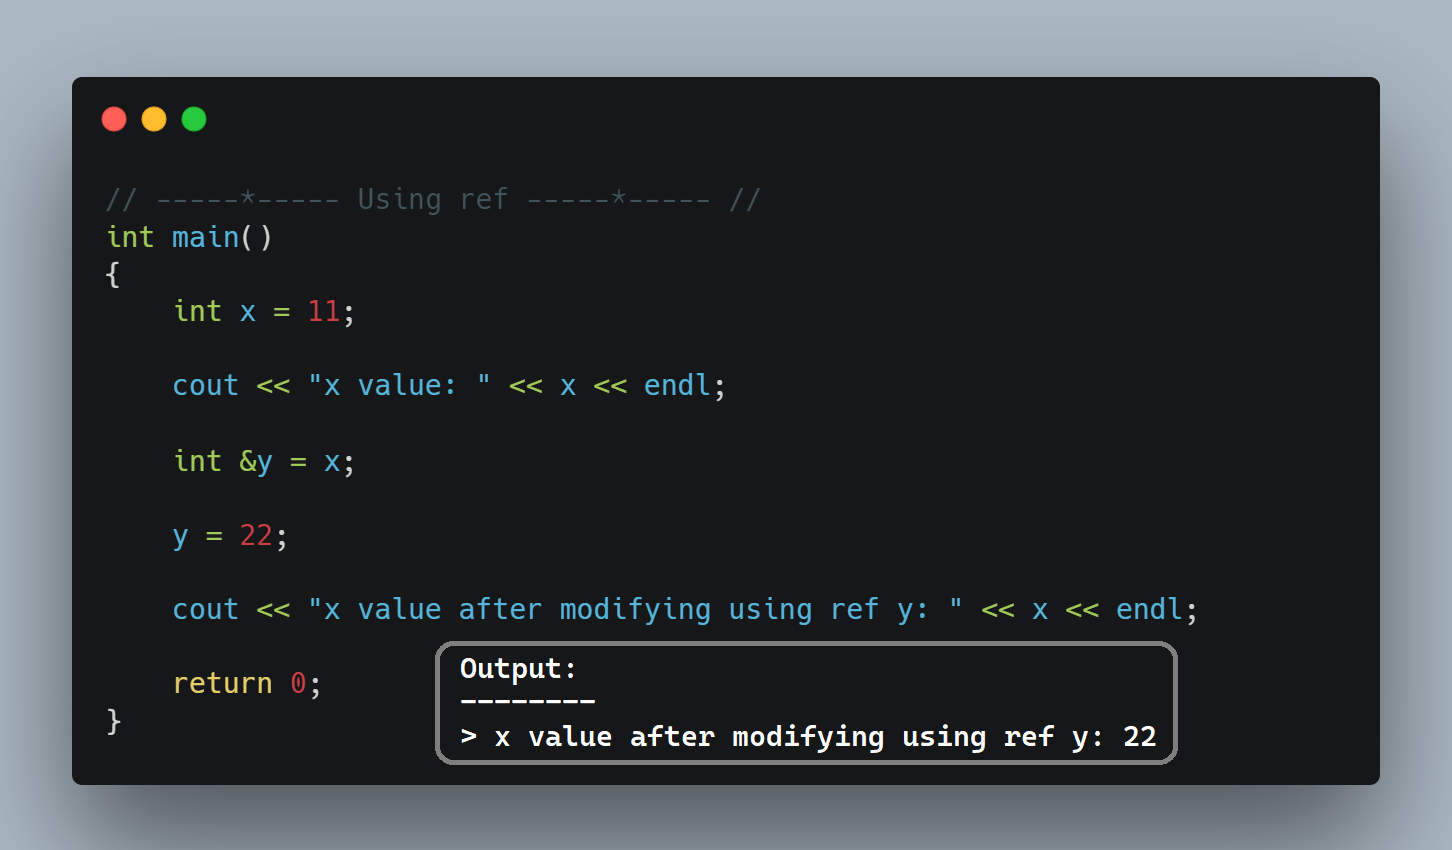 // -----*----- Using ref -----*----- //
int main()
{
    int x = 11;
    cout << "x value: " << x << endl;
    int &y = x;
    y = 22;
    cout << "x value after modifying using ref y: " << x << endl;
    return 0;
}
Output:
--------
> x value after modifying using ref y: 22